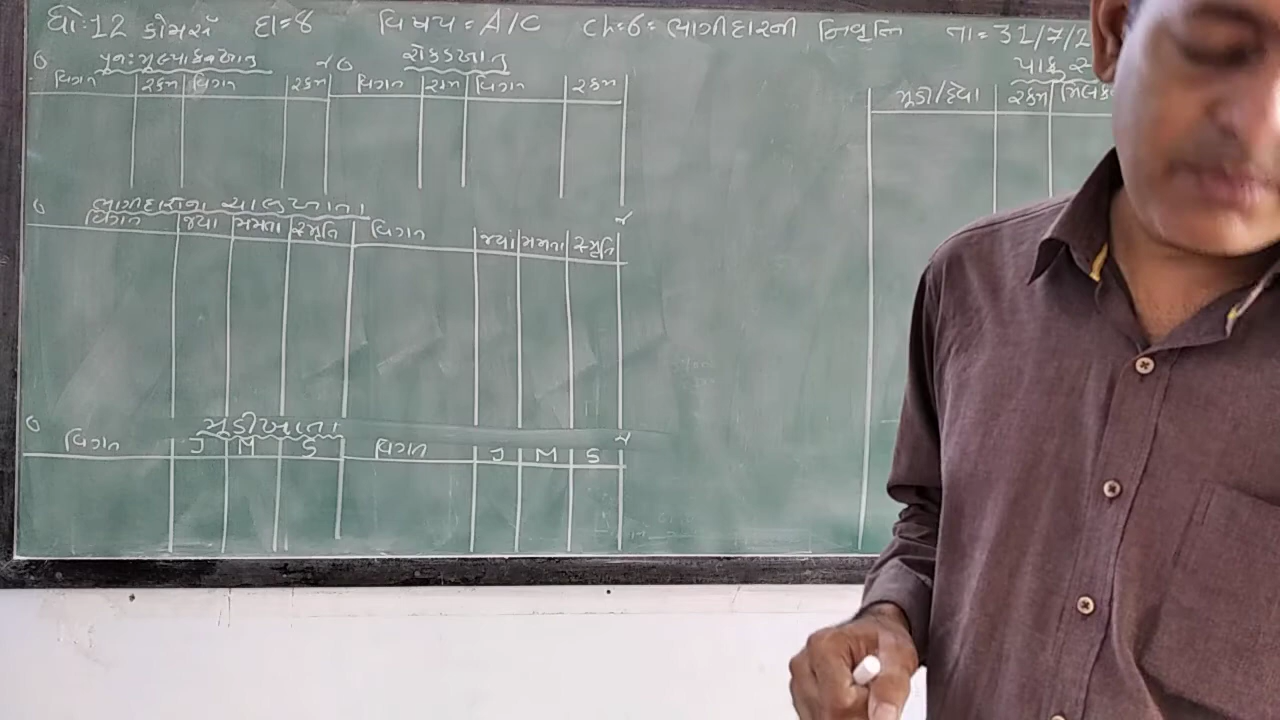 ધો:12 કોમર્સ દા=8 વિષય = A/C Ch=6= ભાગીદારની નિવૃત્તિ તા = 31/7/2
ઉ પુનઃમૂલ્યાંકન ખાતુ જ
વિગત રકમ વિગત રકમ
ઉ રોકડખાતુ
વિગત રકમ વિગત રકમ
પાકુ સ
મૂડી/દેવા રકમ મિલકત
ઉ ભાગીદારોના ચાલુખાતા જ
વિગત જયા મમતા સ્મૃતિ વિગત જયા મમતા સ્મૃતિ
ઉ મૂડીખાતા જ
વિગત J M S વિગત J M S